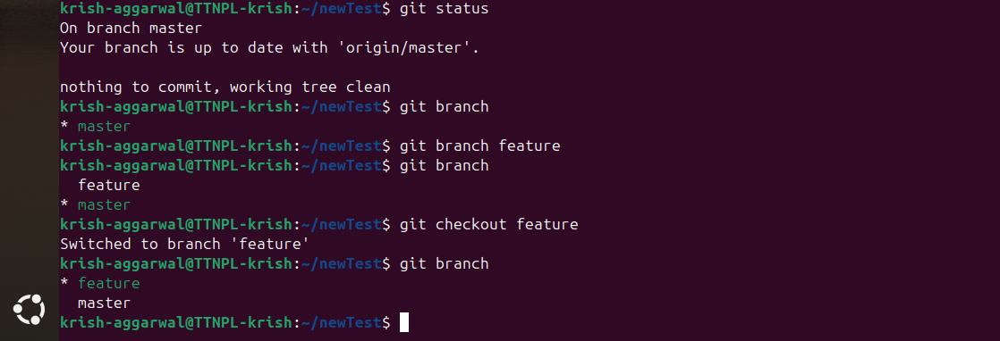 krish-aggarwal@TTNPL-krish:~/newTest$ git status
On branch master
Your branch is up to date with 'origin/master'.

nothing to commit, working tree clean
krish-aggarwal@TTNPL-krish:~/newTest$ git branch
* master
krish-aggarwal@TTNPL-krish:~/newTest$ git branch feature
krish-aggarwal@TTNPL-krish:~/newTest$ git branch
  feature
* master
krish-aggarwal@TTNPL-krish:~/newTest$ git checkout feature
Switched to branch 'feature'
krish-aggarwal@TTNPL-krish:~/newTest$ git branch
* feature
  master
krish-aggarwal@TTNPL-krish:~/newTest$